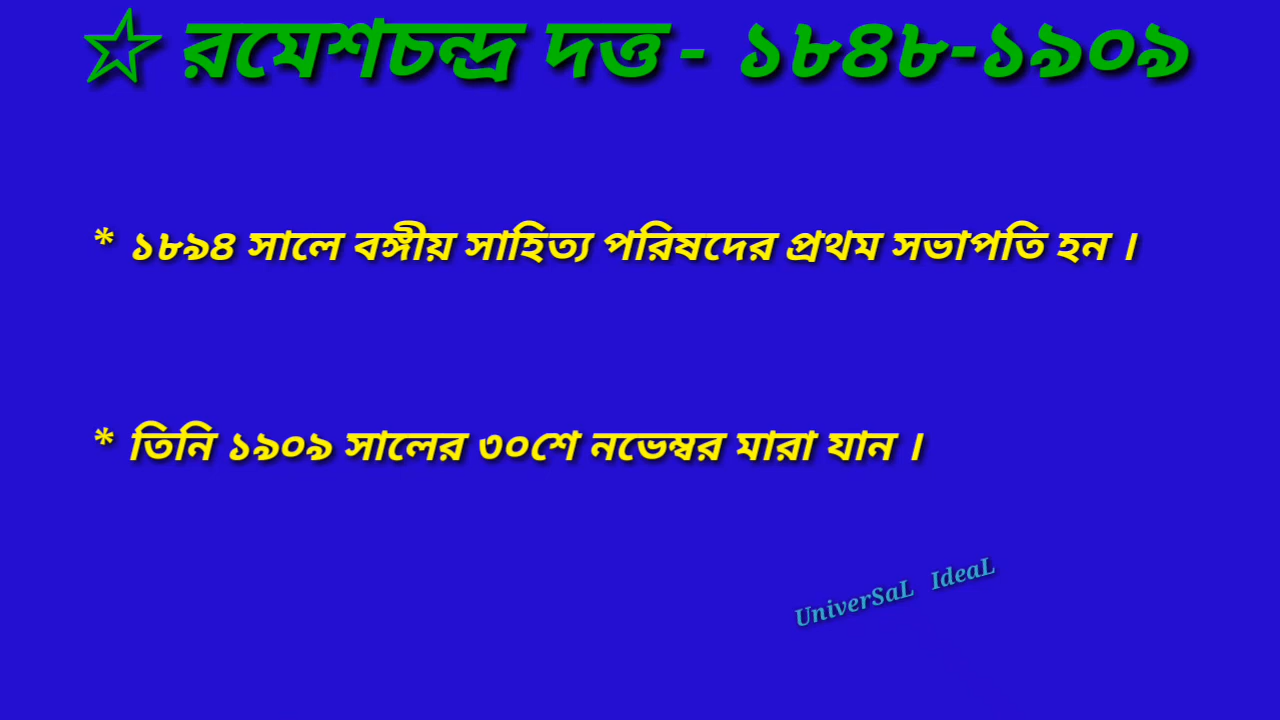 ☆ রমেশচন্দ্র দত্ত - ১৮৪৮-১৯০৯
* ১৮৯৪ সালে বঙ্গীয় সাহিত্য পরিষদের প্রথম সভাপতি হন ।
* তিনি ১৯০৯ সালের ৩০শে নভেম্বর মারা যান ।
UniverSaL IdeaL